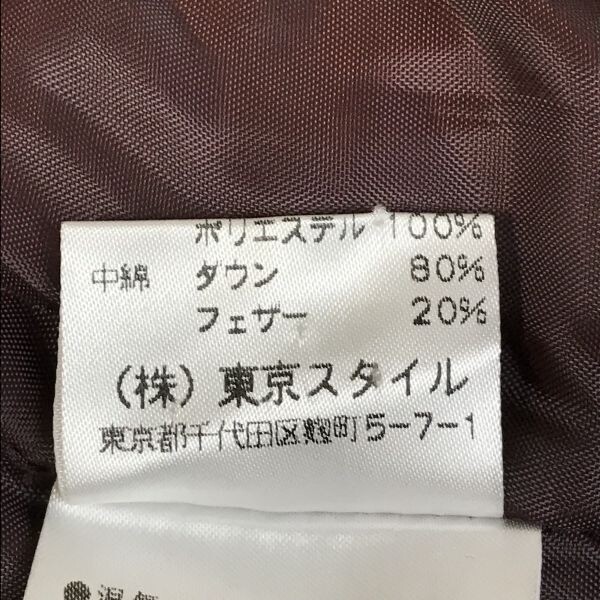 ポリエステル 100%
中綿 ダウン 80%
フェザー 20%
(株) 東京スタイル
東京都千代田区麹町5-7-1